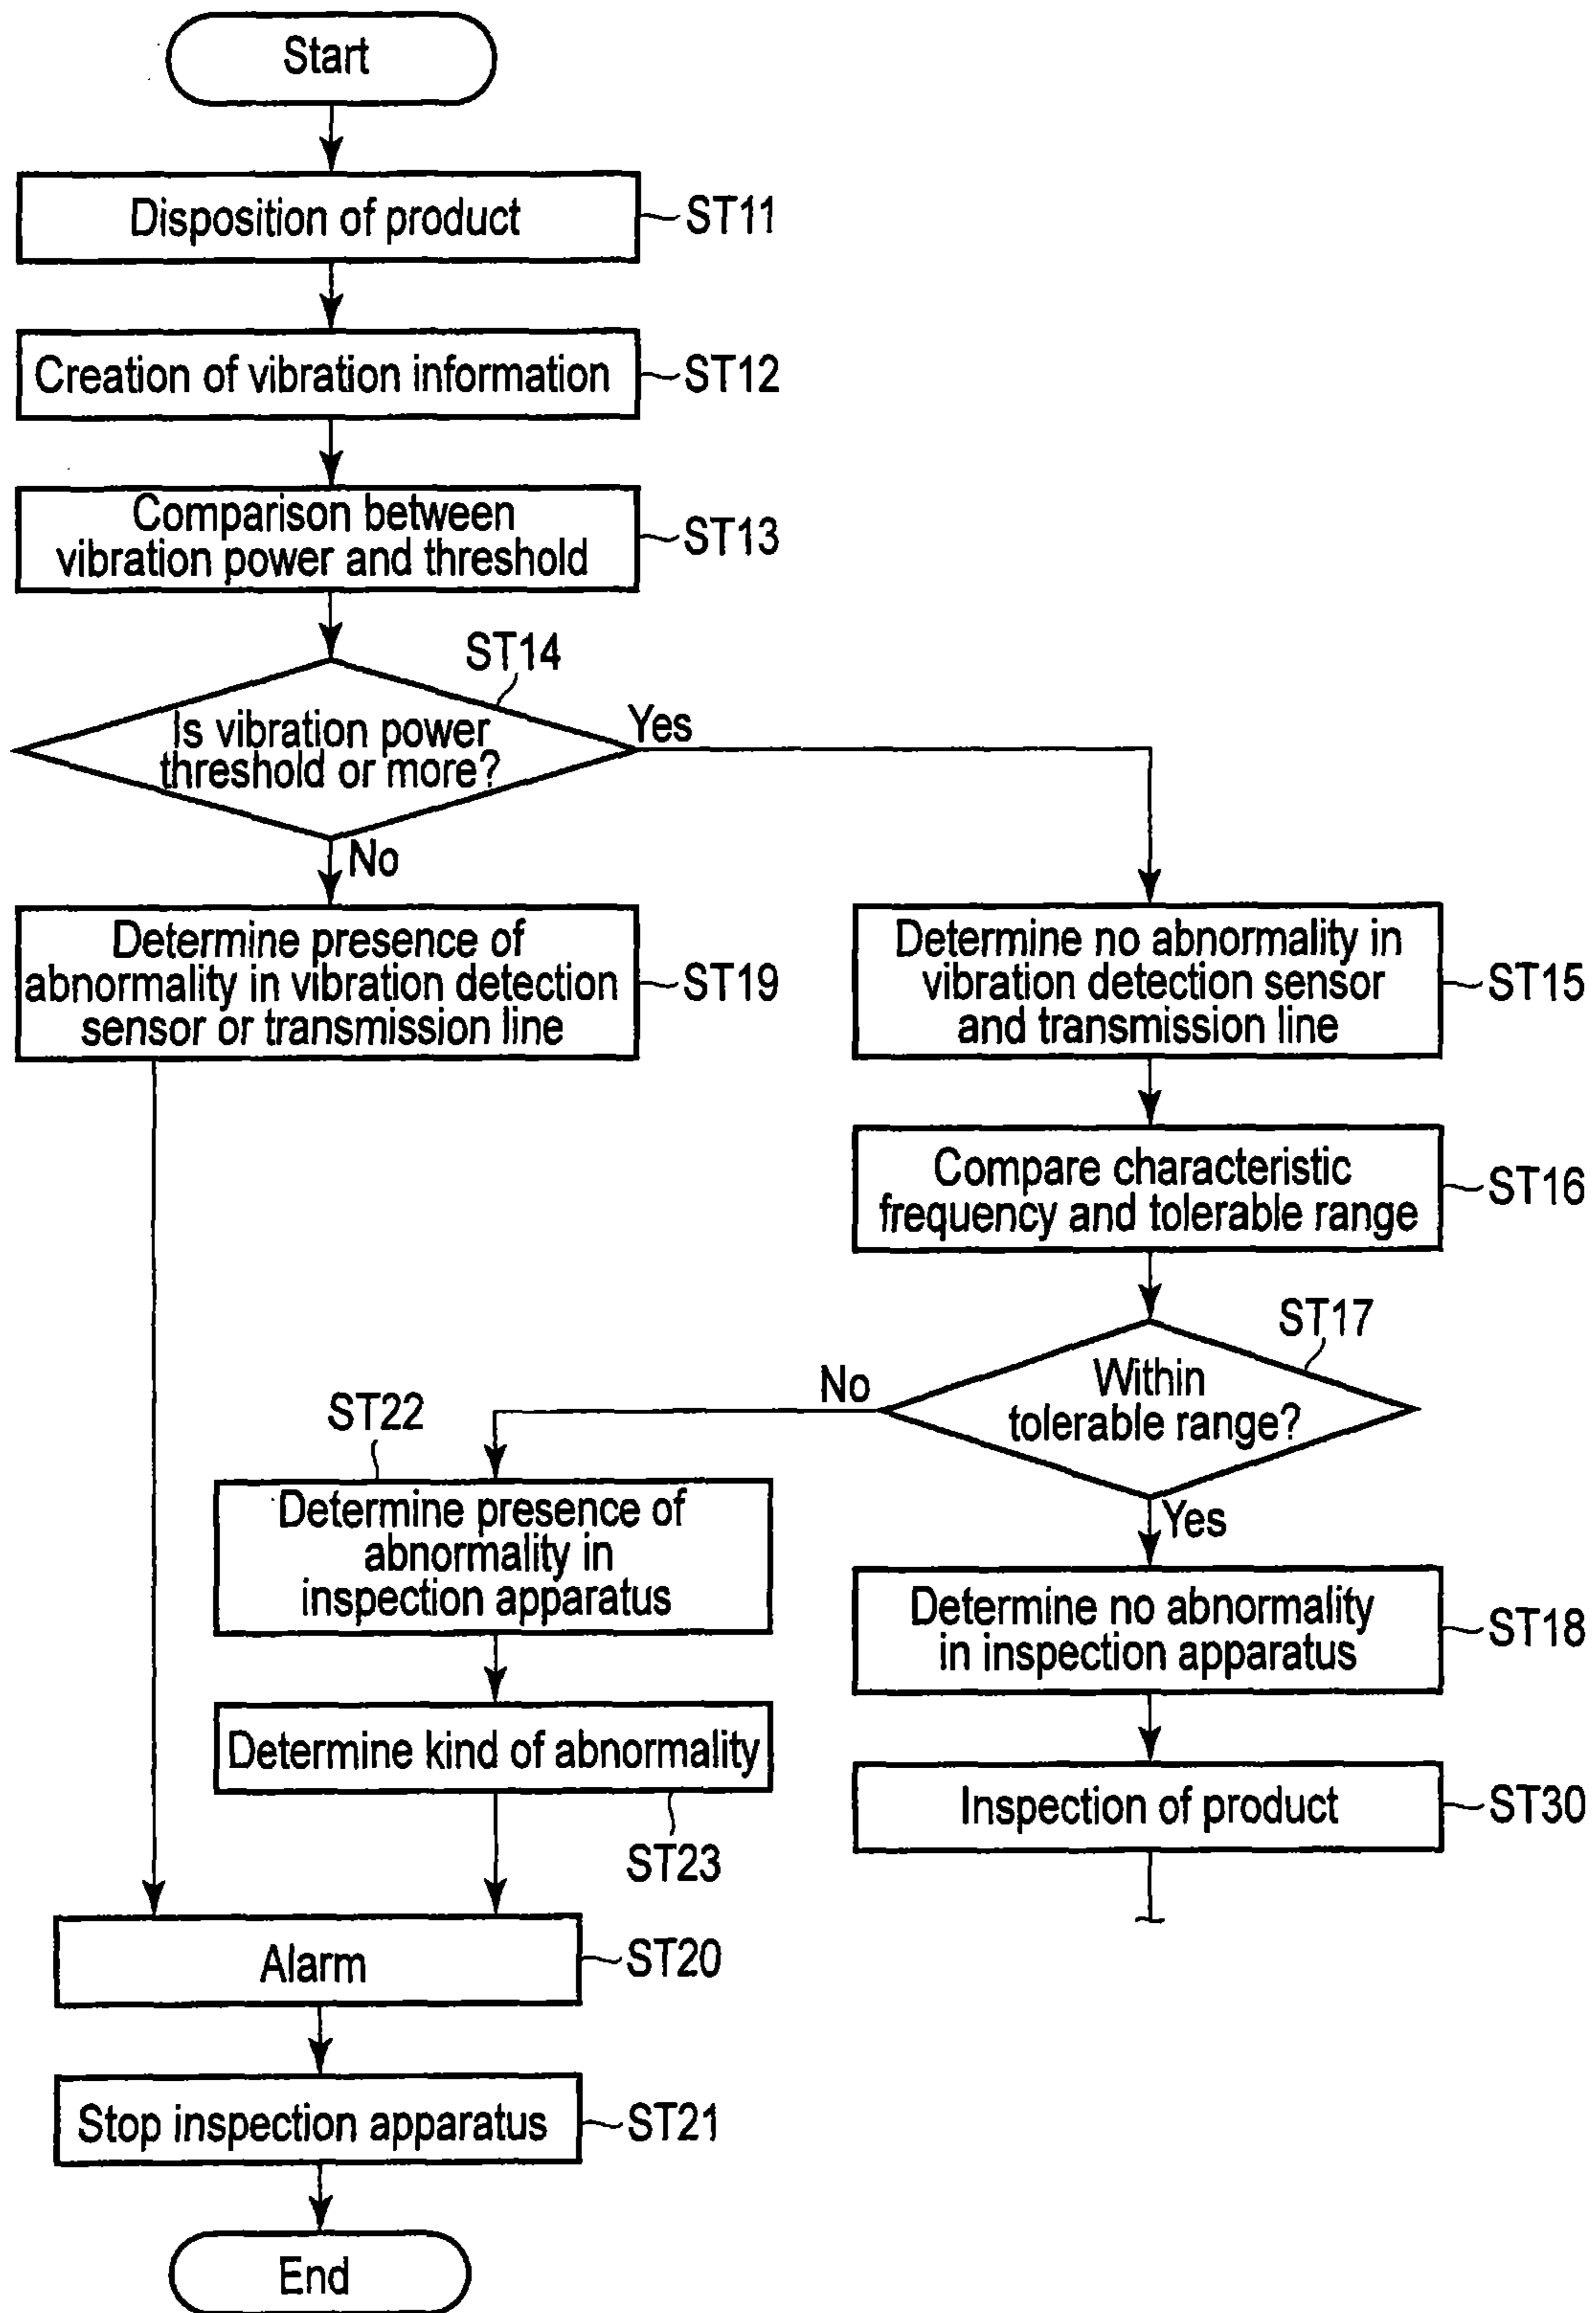 Start
Disposition of product
ST11
Creation of vibration information
ST12
Comparison between
vibration power and threshold
ST13
ST14
Is vibration power
threshold or more?
Yes
No
Determine presence of
abnormality in vibration detection
sensor or transmission line
ST19
Determine no abnormality in
vibration detection sensor
and transmission line
ST15
Compare characteristic
frequency and tolerable range
ST16
ST17
Within
tolerable range?
No
Yes
ST22
Determine presence of
abnormality in
inspection apparatus
Determine no abnormality
in inspection apparatus
ST18
Determine kind of abnormality
ST23
Inspection of product
ST30
Alarm
ST20
Stop inspection apparatus
ST21
End